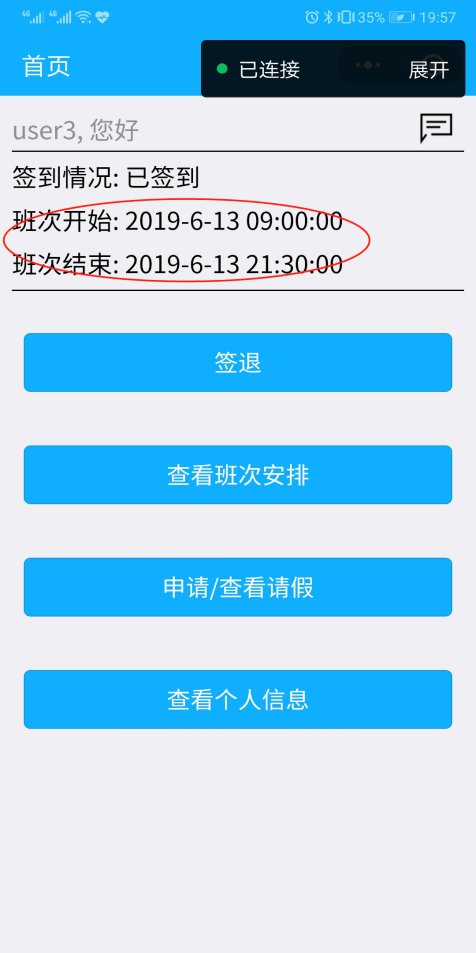 4G 4G 35% 19:57
首页 已连接 展开
user3, 您好
签到情况: 已签到
班次开始: 2019-6-13 09:00:00
班次结束: 2019-6-13 21:30:00
签退
查看班次安排
申请/查看请假
查看个人信息